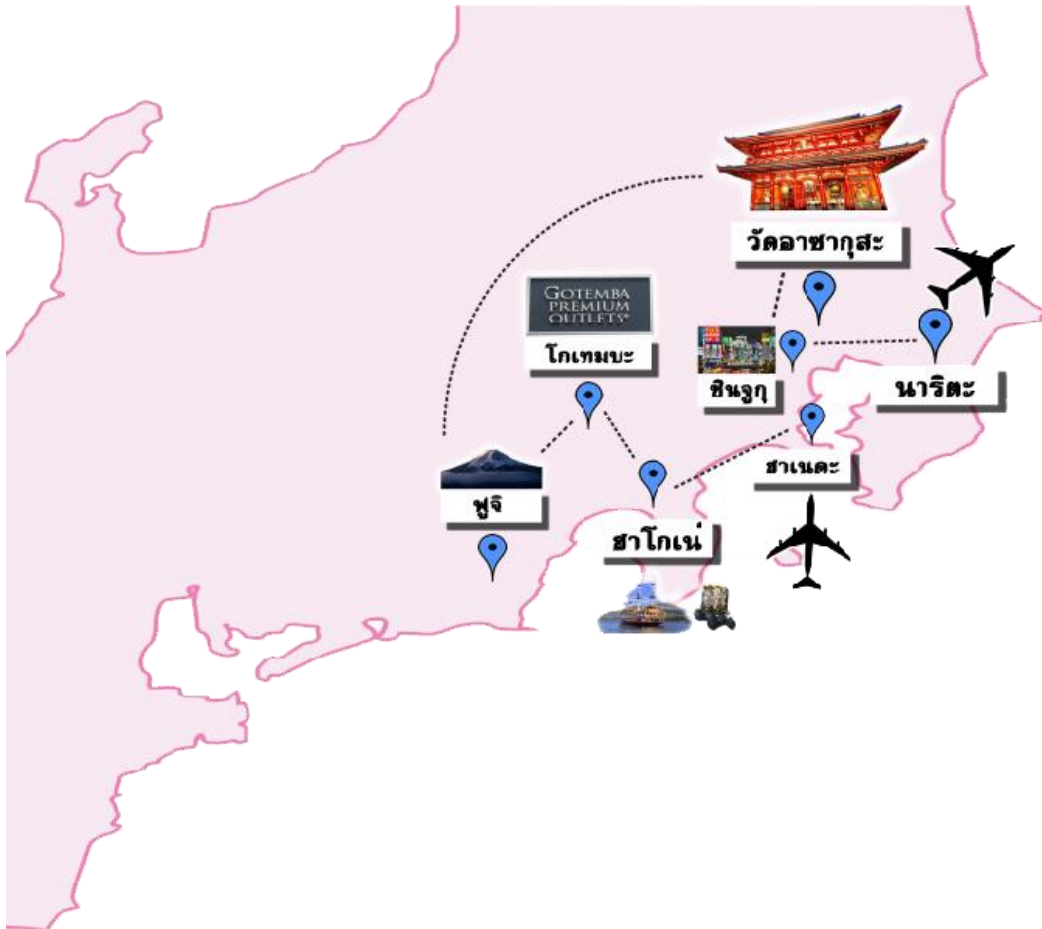 วัดอาซากุสะ
GOTEMBA
PREMIUM
OUTLETS®
โกเทมบะ
ชินจูกุ
นาริตะ
ฮาเนดะ
ฟูจิ
ฮาโกเน่